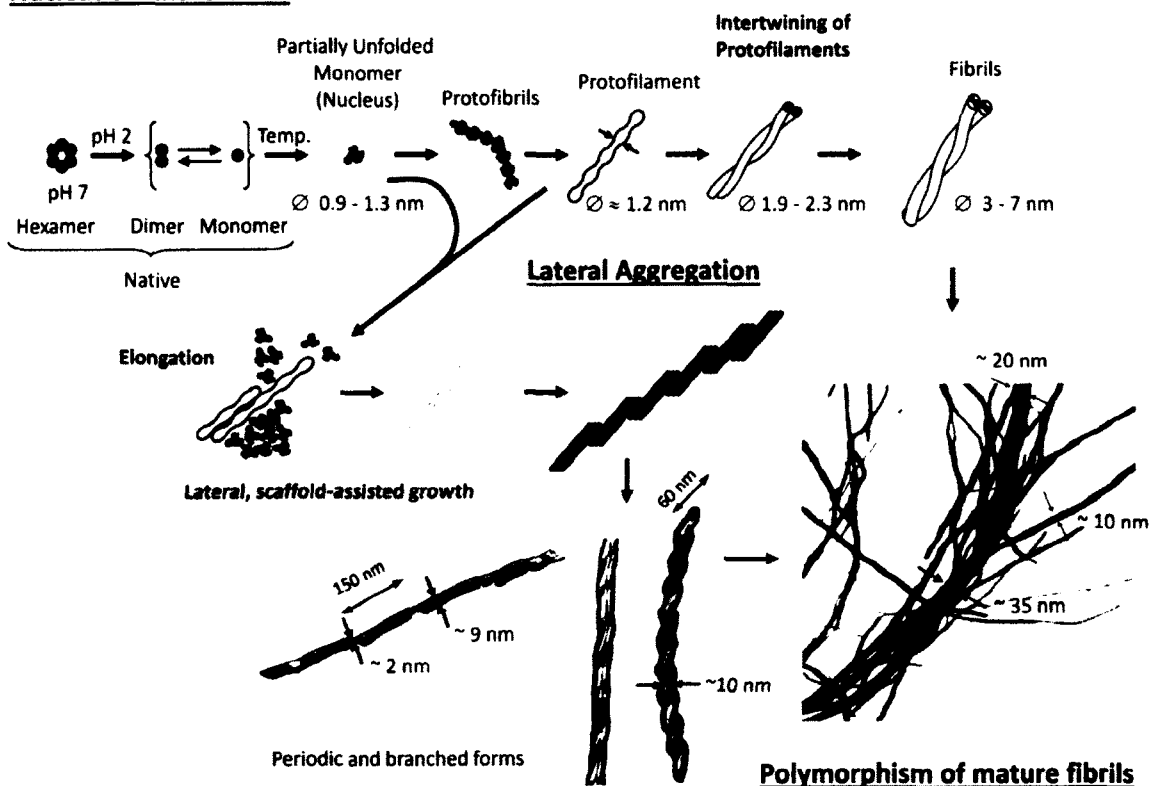 Intertwining of
Protofilaments
Partially Unfolded
Monomer
(Nucleus)
Protofibrils
Protofilament
Fibrils
pH 2
Temp.
pH 7
∅ 0.9 - 1.3 nm
∅ ≈ 1.2 nm
∅ 1.9 - 2.3 nm
∅ 3 - 7 nm
Hexamer
Dimer
Monomer
Native
Lateral Aggregation
Elongation
~ 20 nm
Lateral, scaffold-assisted growth
60 nm
~ 10 nm
150 nm
~ 35 nm
~ 9 nm
~ 2 nm
~10 nm
Periodic and branched forms
Polymorphism of mature fibrils